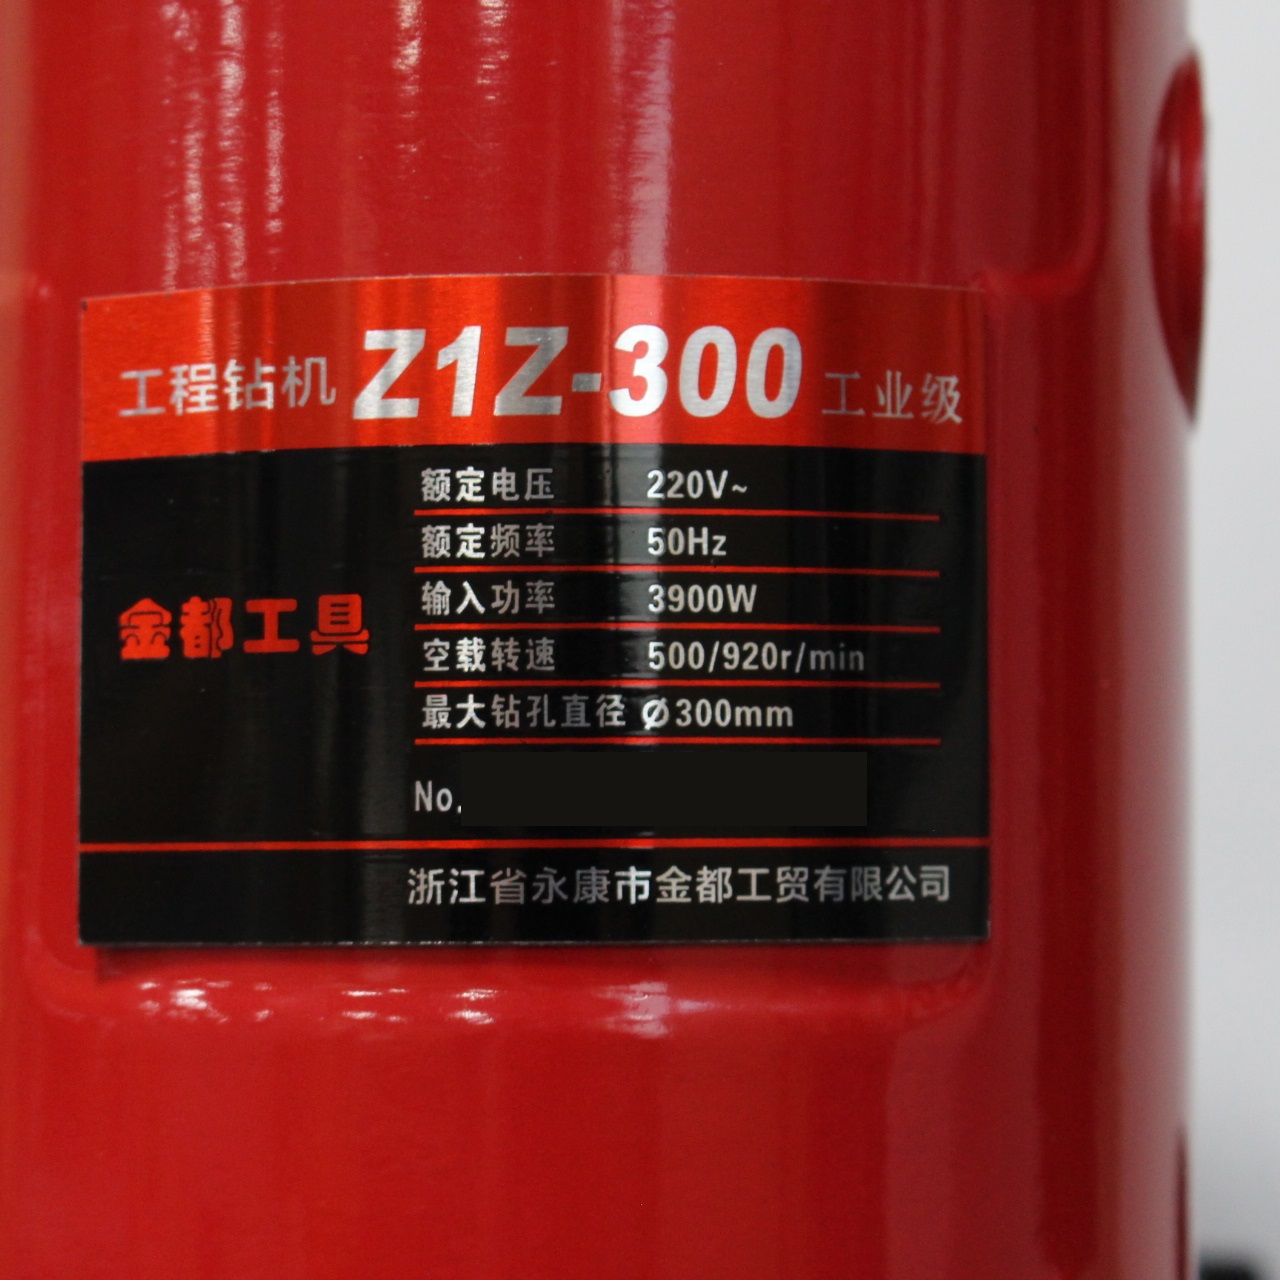 工程钻机 Z1Z-300 工业级
额定电压 220V~
额定频率 50Hz
输入功率 3900W
空载转速 500/920r/min
最大钻孔直径 Ø300mm
金都工具
No.
浙江省永康市金都工贸有限公司